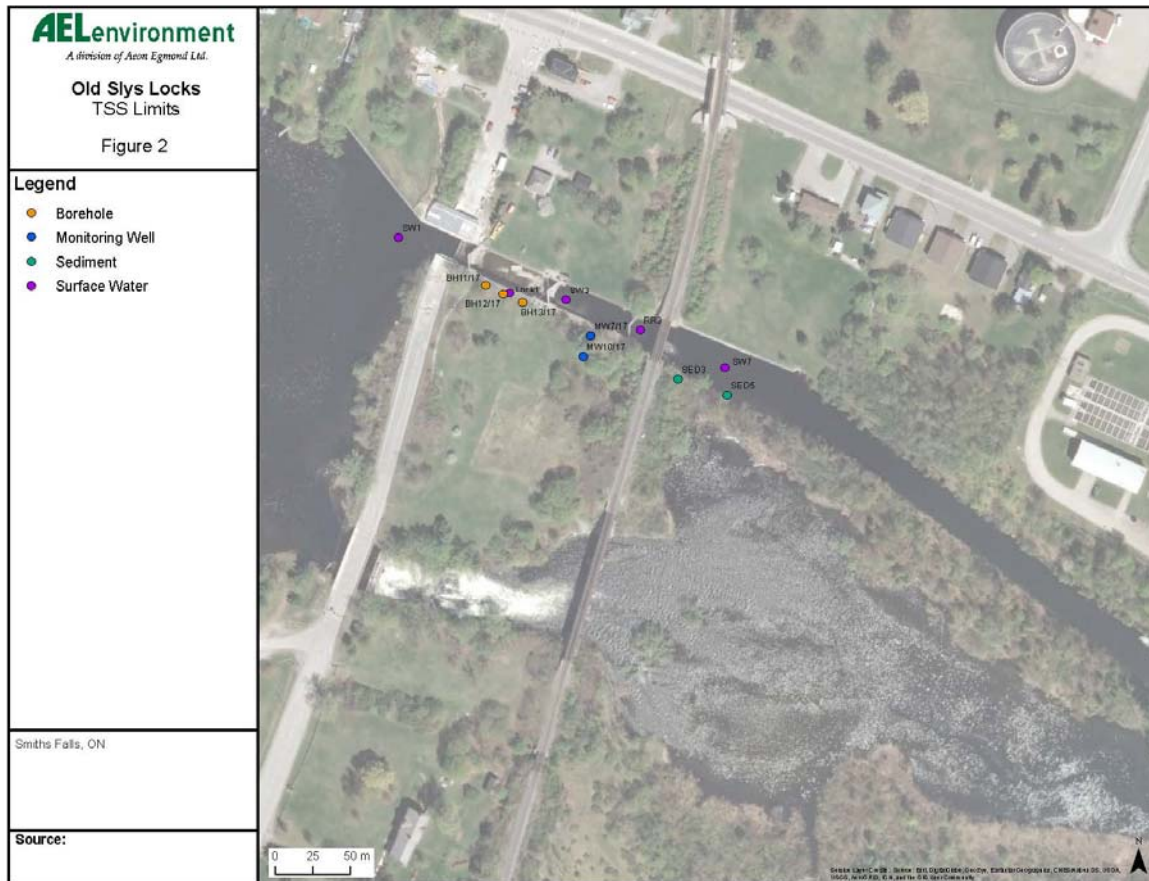 AEL environment
A division of Aeon Egmond Ltd.
Old Slys Locks
TSS Limits
Figure 2
Legend
Borehole
Monitoring Well
Sediment
Surface Water
Smiths Falls, ON
Source:
SW1
BH11/17
BH12/17
BH13/17
MW7/17
MW10/17
SED3
SW7
SED5
0 25 50 m
N